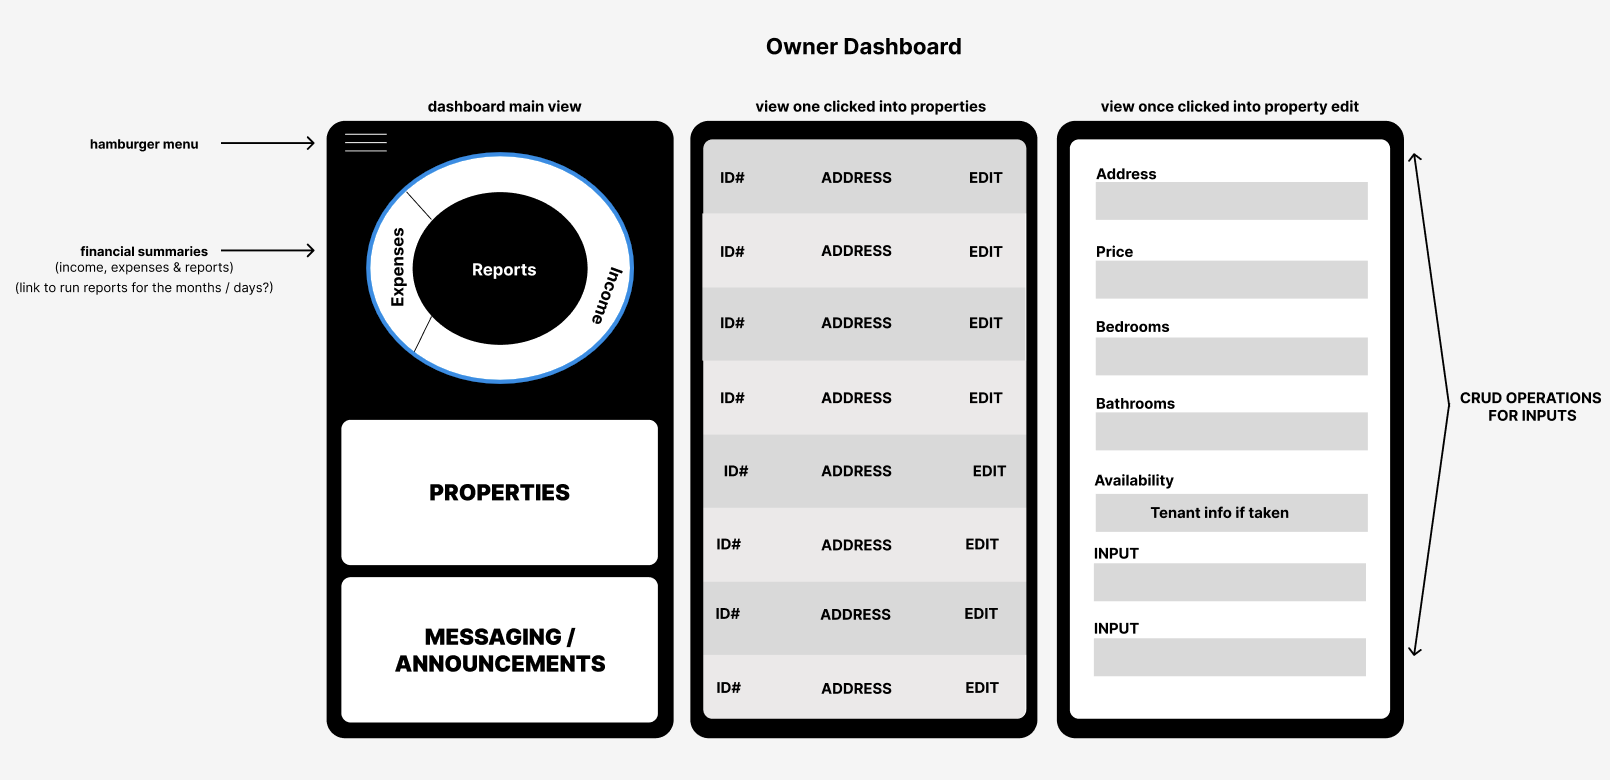 Owner Dashboard
dashboard main view
view one clicked into properties
view once clicked into property edit
hamburger menu
financial summaries
(income, expenses & reports)
(link to run reports for the months / days?)
Expenses
Reports
Income
PROPERTIES
MESSAGING /
ANNOUNCEMENTS
ID# ADDRESS EDIT
ID# ADDRESS EDIT
ID# ADDRESS EDIT
ID# ADDRESS EDIT
ID# ADDRESS EDIT
ID# ADDRESS EDIT
ID# ADDRESS EDIT
ID# ADDRESS EDIT
Address
Price
Bedrooms
Bathrooms
Availability
Tenant info if taken
INPUT
INPUT
CRUD OPERATIONS
FOR INPUTS